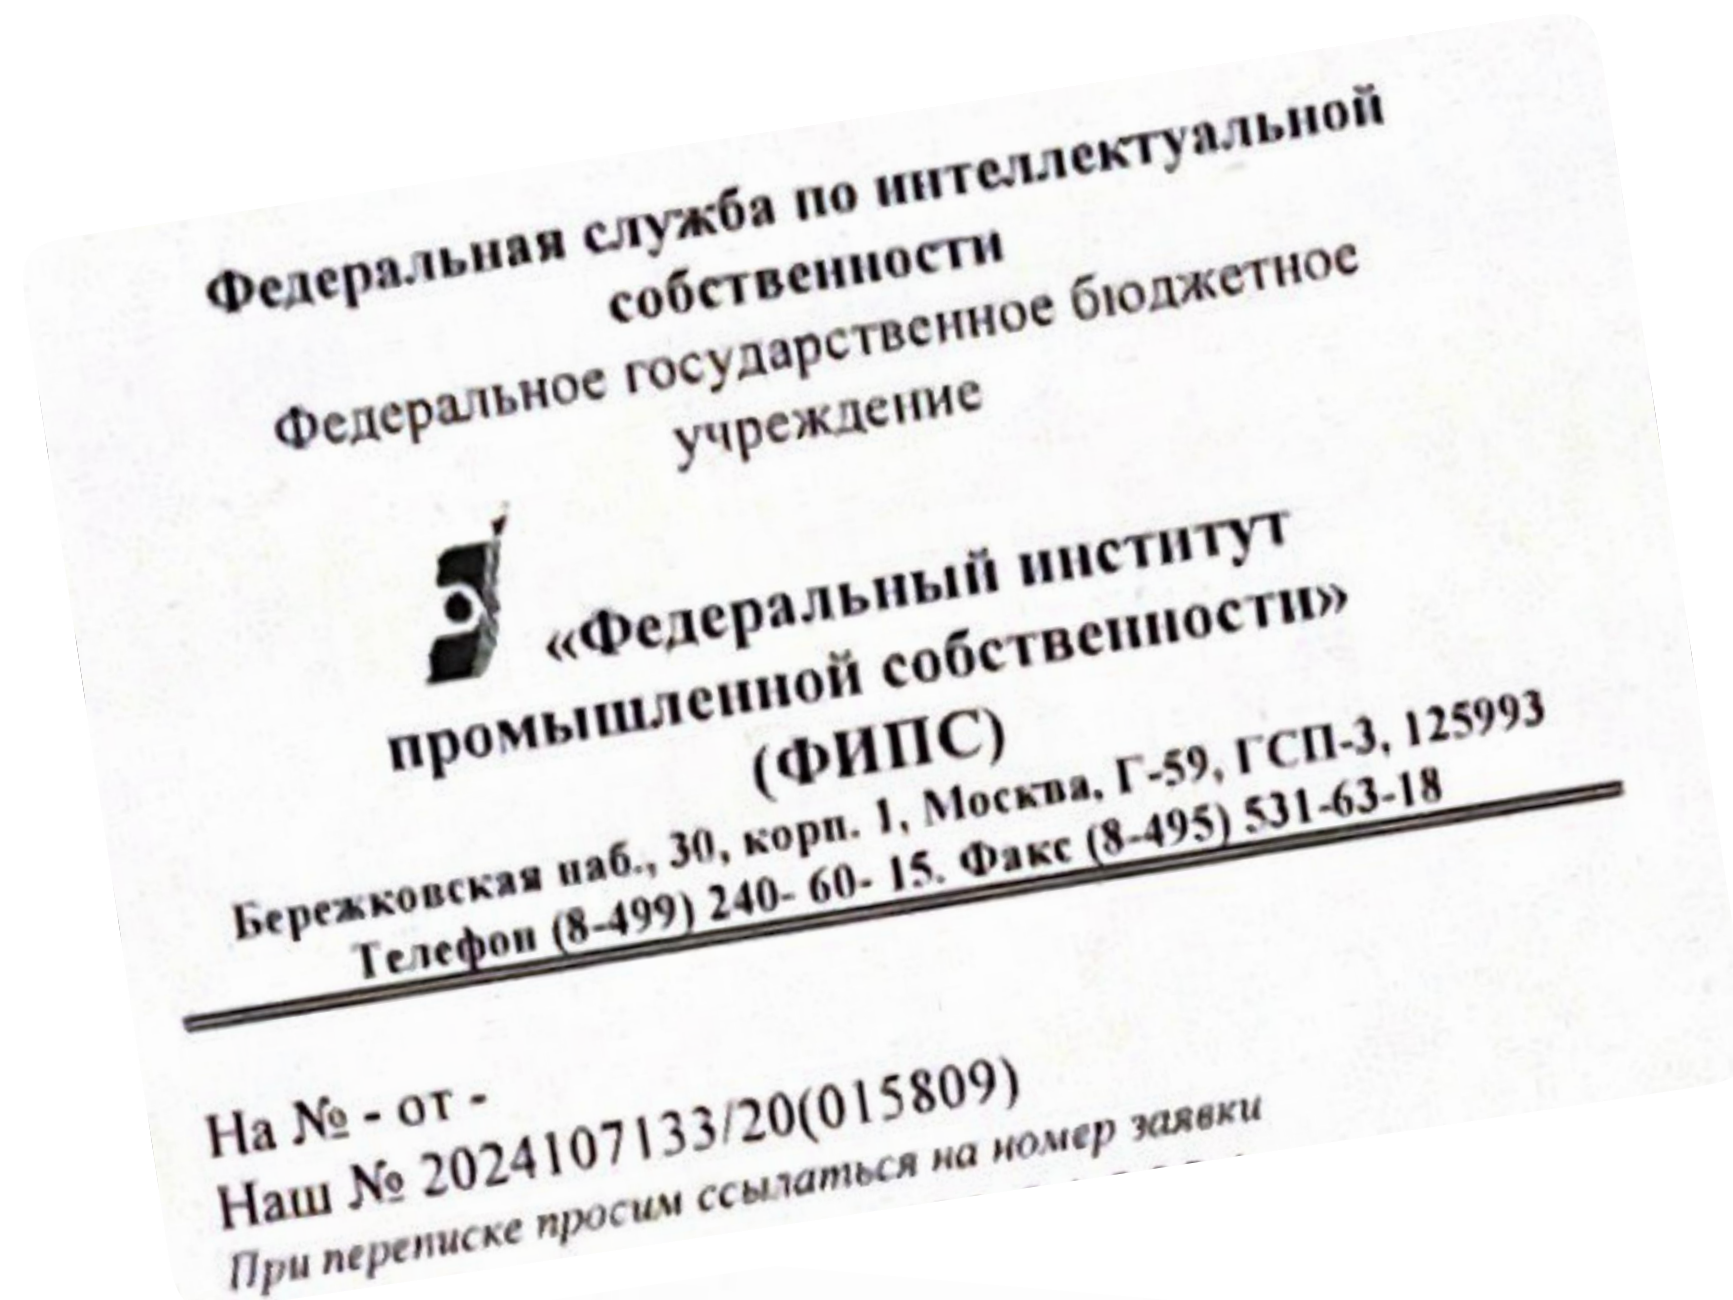 Федеральная служба по интеллектуальной
собственности
Федеральное государственное бюджетное
учреждение
«Федеральный институт
промышленной собственности»
(ФИПС)
Бережковская наб., 30, корп. 1, Москва, Г-59, ГСП-3, 125993
Телефон (8-499) 240- 60- 15. Факс (8-495) 531-63-18
На № - от -
Наш № 2024107133/20(015809)
При переписке просим ссылаться на номер заявки